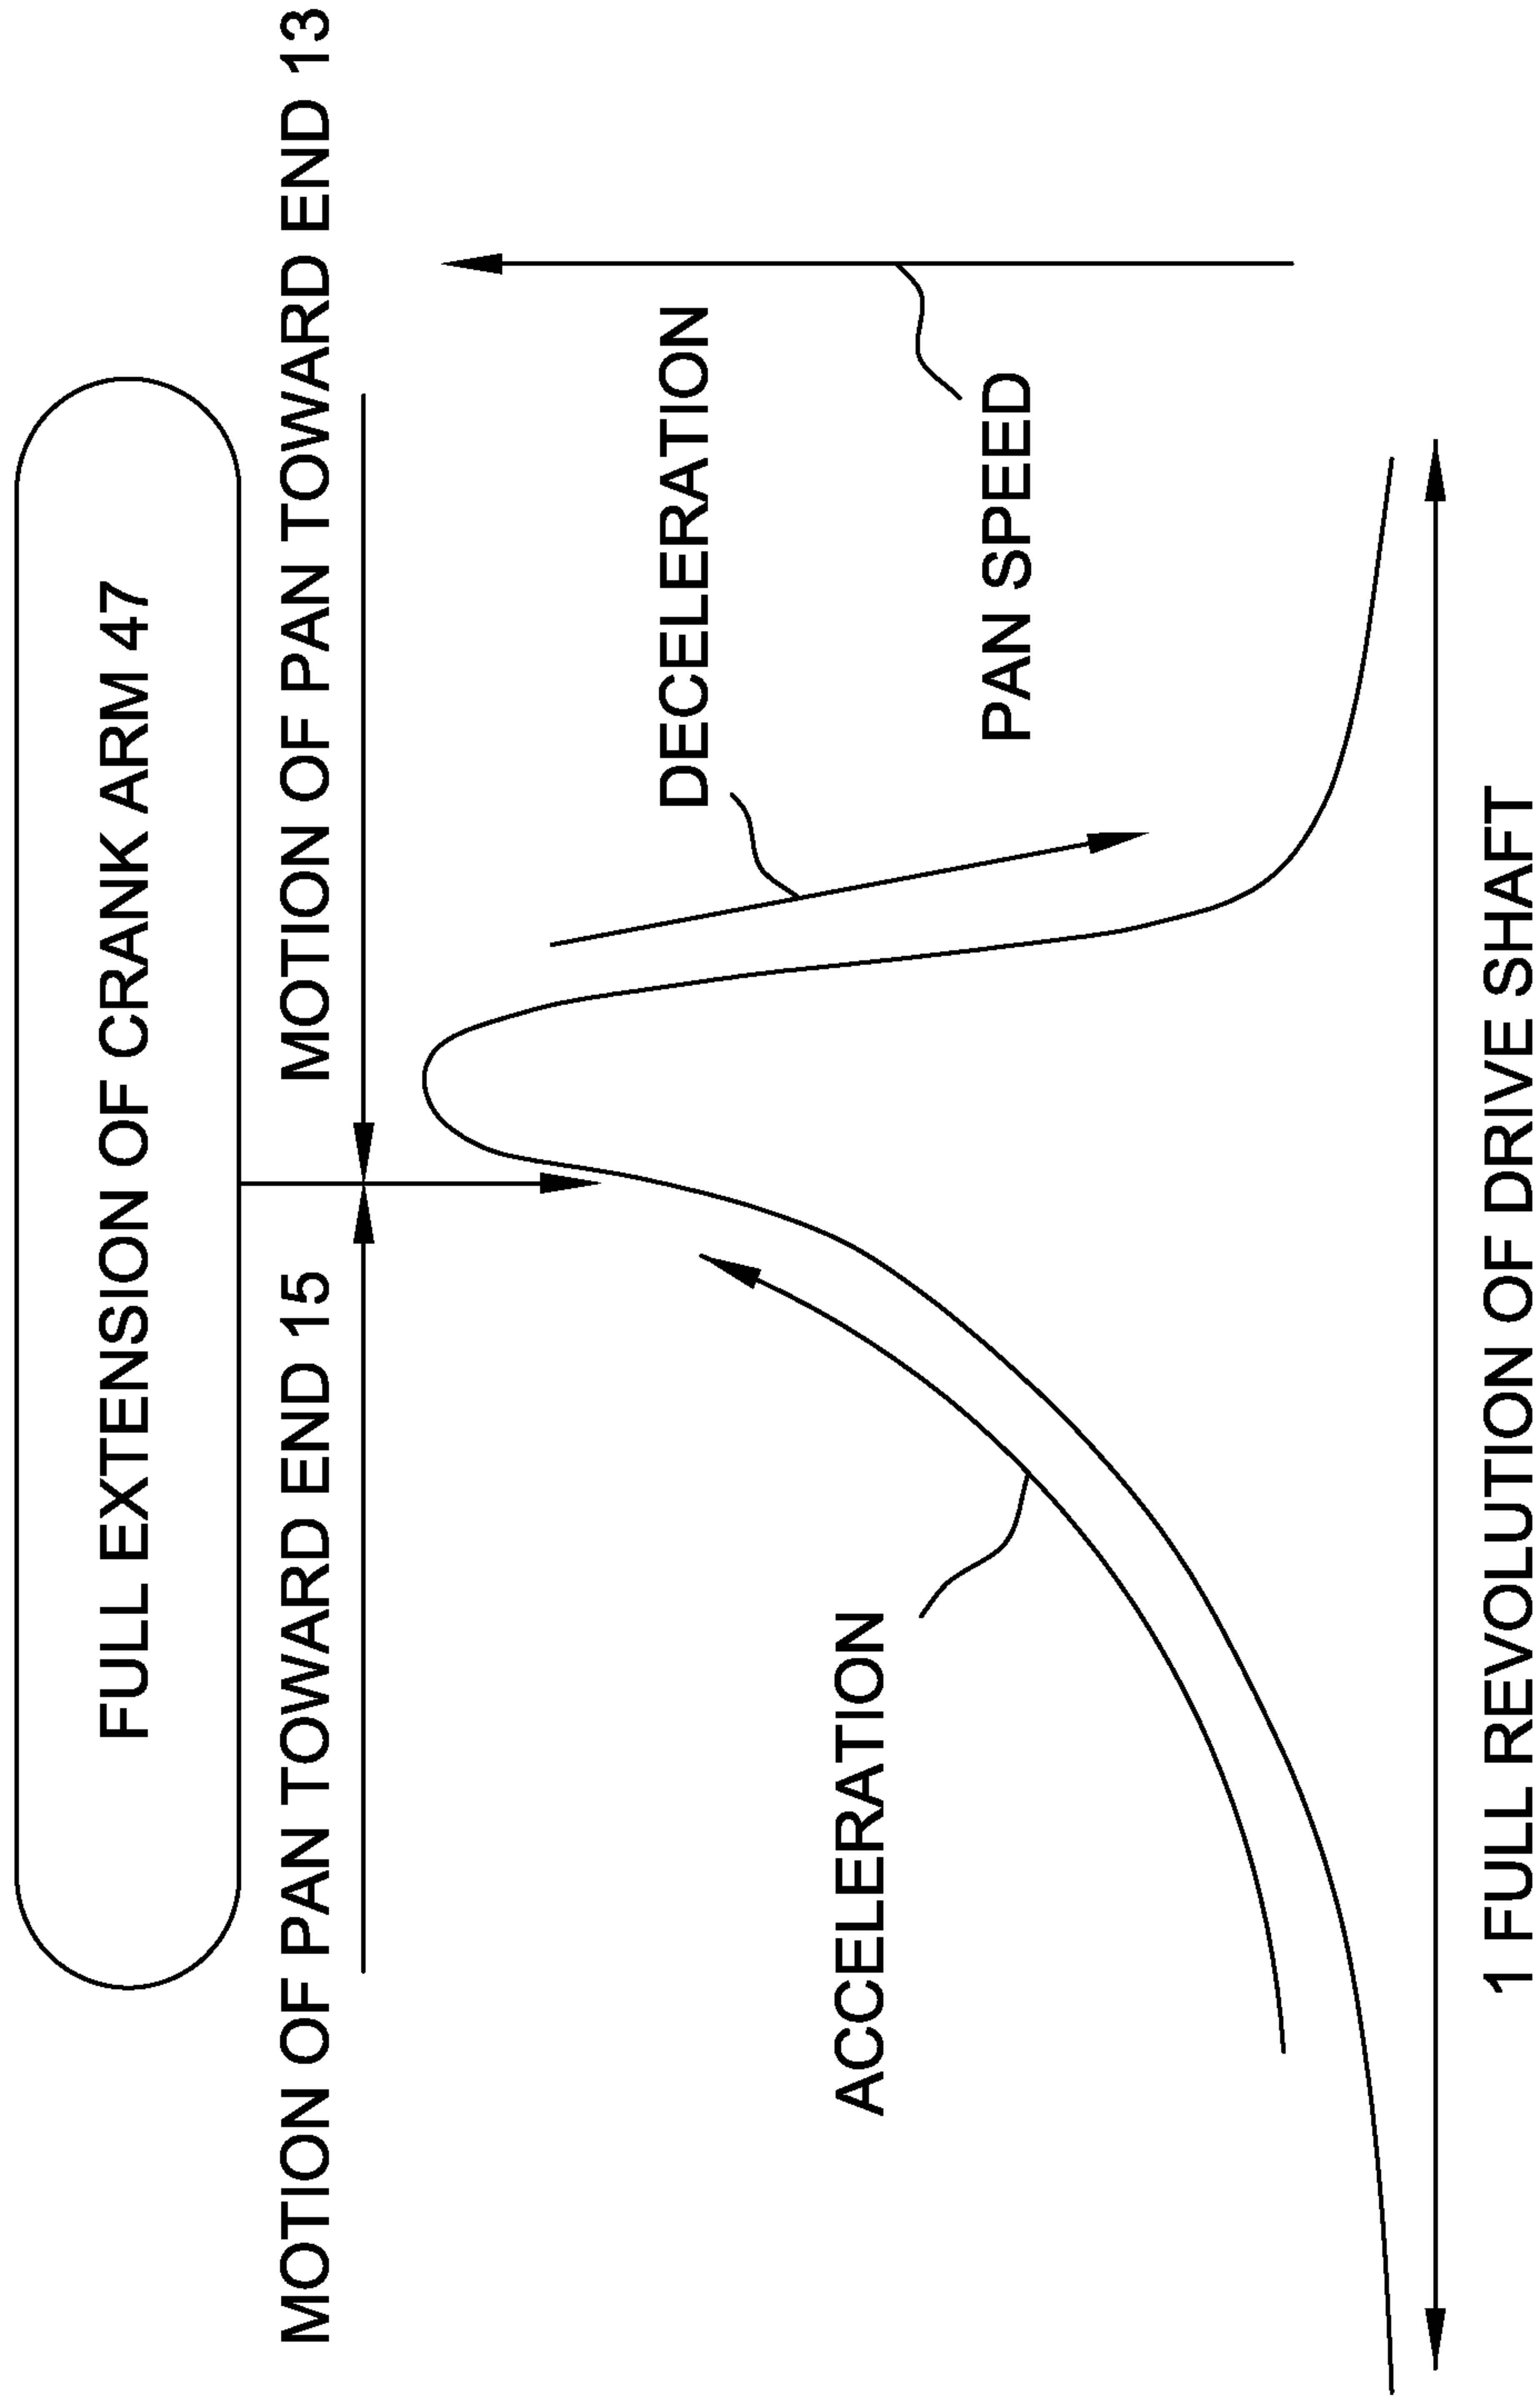 FULL EXTENSION OF CRANK ARM 47
MOTION OF PAN TOWARD END 15
MOTION OF PAN TOWARD END 13
DECELERATION
ACCELERATION
PAN SPEED
1 FULL REVOLUTION OF DRIVE SHAFT